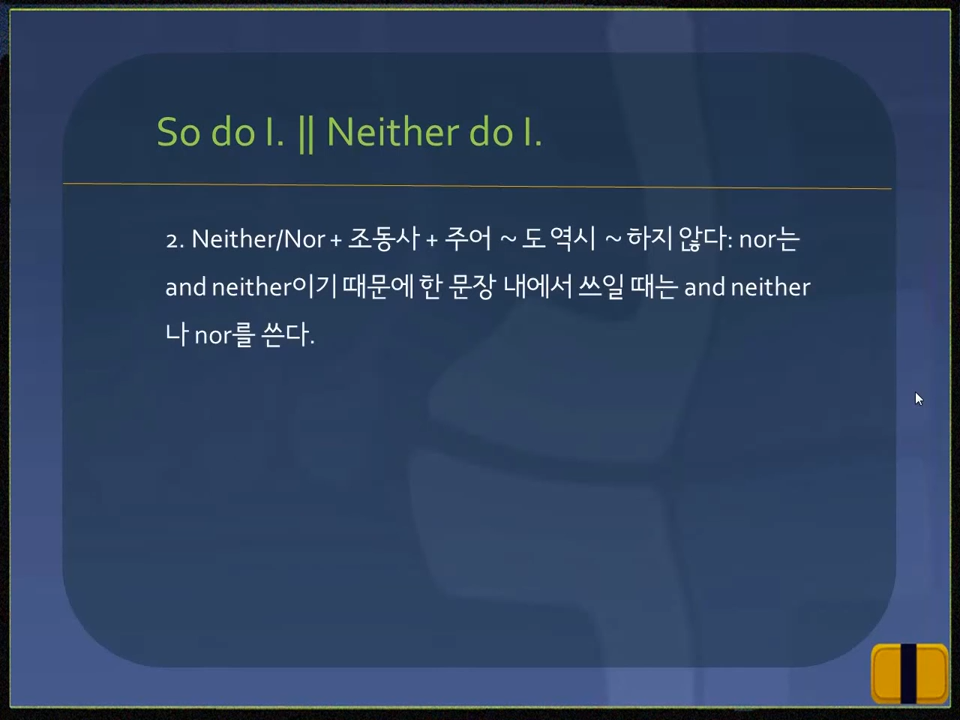 So do I. || Neither do I.
2. Neither/Nor + 조동사 + 주어 ~ 도 역시 ~ 하지 않다: nor는
and neither이기 때문에 한 문장 내에서 쓰일 때는 and neither
나 nor를 쓴다.